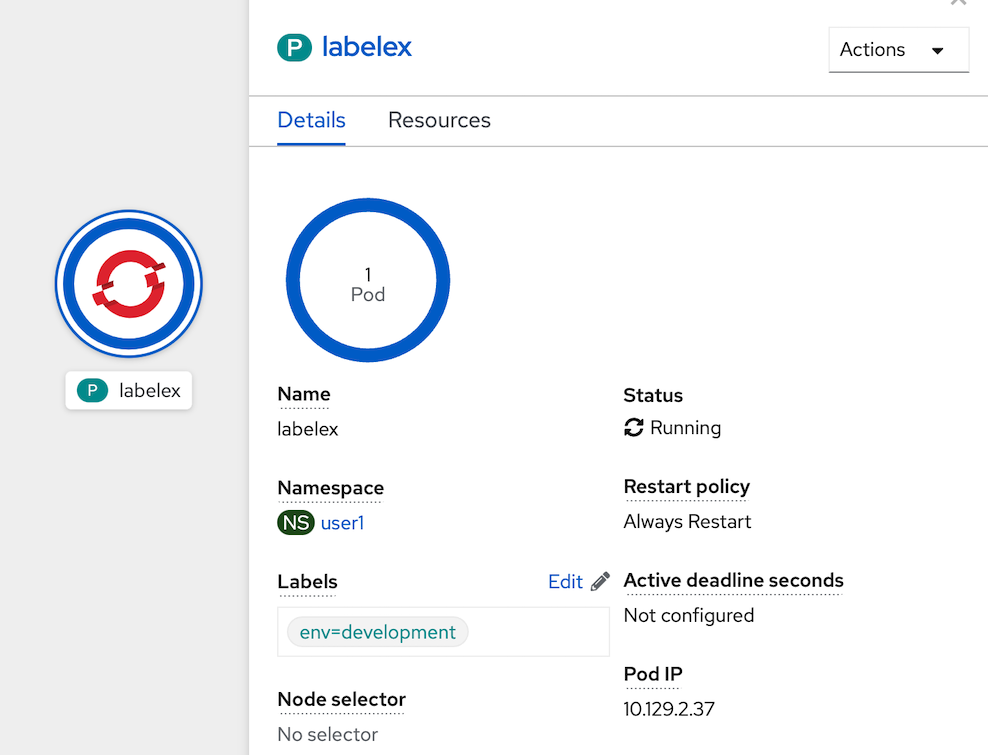 P labelex
Actions
Details
Resources
1
Pod
P labelex
Name
labelex
Status
Running
Namespace
NS user1
Restart policy
Always Restart
Labels
Edit
env=development
Active deadline seconds
Not configured
Node selector
No selector
Pod IP
10.129.2.37